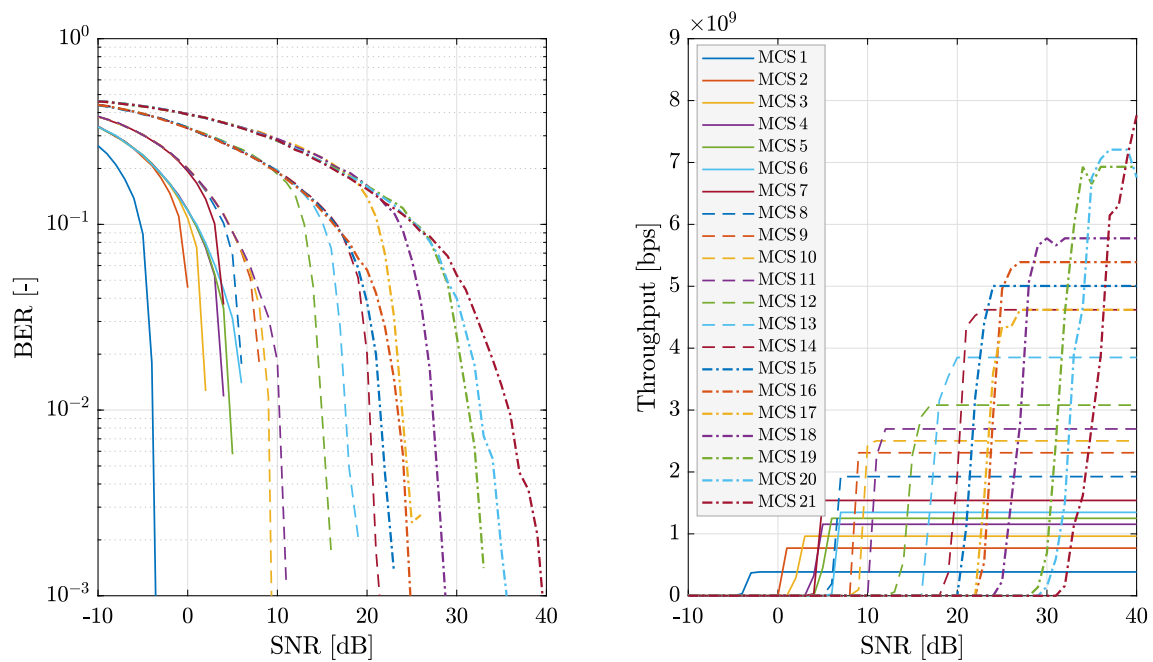 10^0
10^{-1}
10^{-2}
10^{-3}
BER [-]
-10 0 10 20 30 40
SNR [dB]
×10^9
9
8
7
6
5
4
3
2
1
0
Throughput [bps]
-10 0 10 20 30 40
SNR [dB]
MCS 1
MCS 2
MCS 3
MCS 4
MCS 5
MCS 6
MCS 7
MCS 8
MCS 9
MCS 10
MCS 11
MCS 12
MCS 13
MCS 14
MCS 15
MCS 16
MCS 17
MCS 18
MCS 19
MCS 20
MCS 21